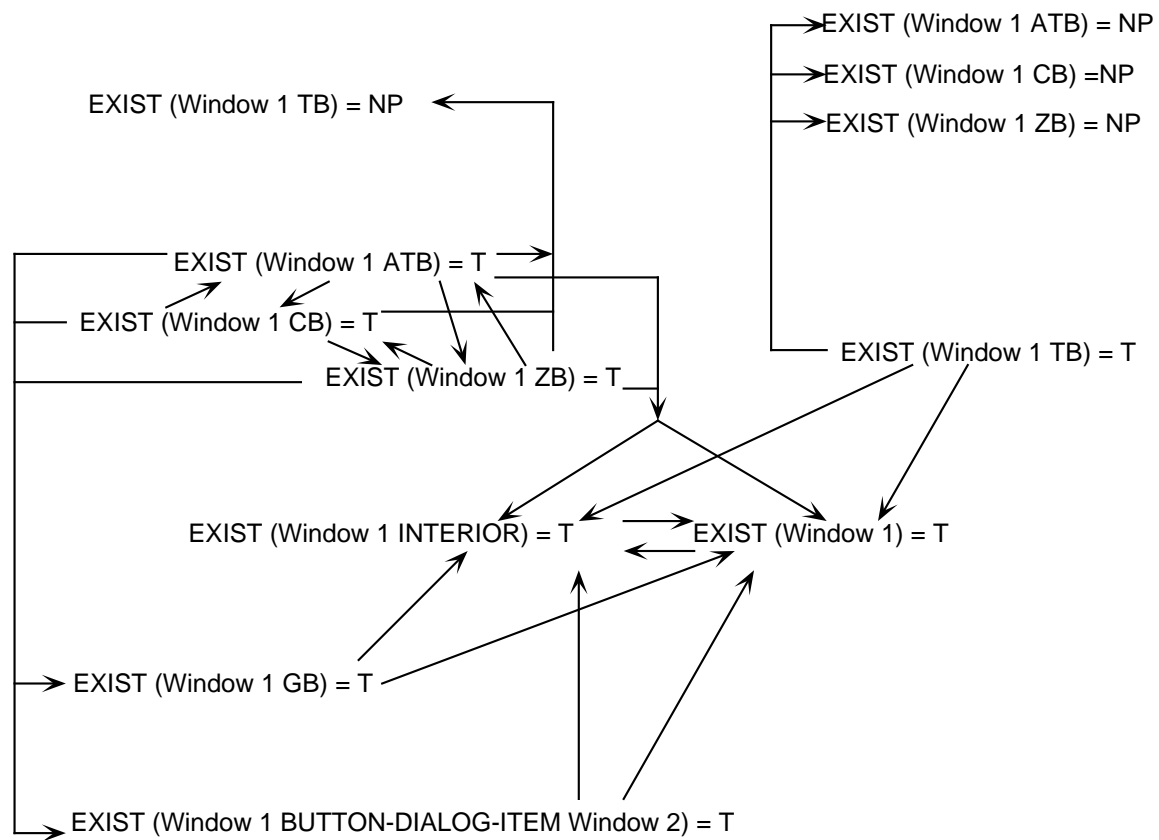 EXIST (Window 1 ATB) = NP
EXIST (Window 1 CB) =NP
EXIST (Window 1 TB) = NP
EXIST (Window 1 ZB) = NP
EXIST (Window 1 ATB) = T
EXIST (Window 1 CB) = T
EXIST (Window 1 TB) = T
EXIST (Window 1 ZB) = T
EXIST (Window 1 INTERIOR) = T
EXIST (Window 1) = T
EXIST (Window 1 GB) = T
EXIST (Window 1 BUTTON-DIALOG-ITEM Window 2) = T